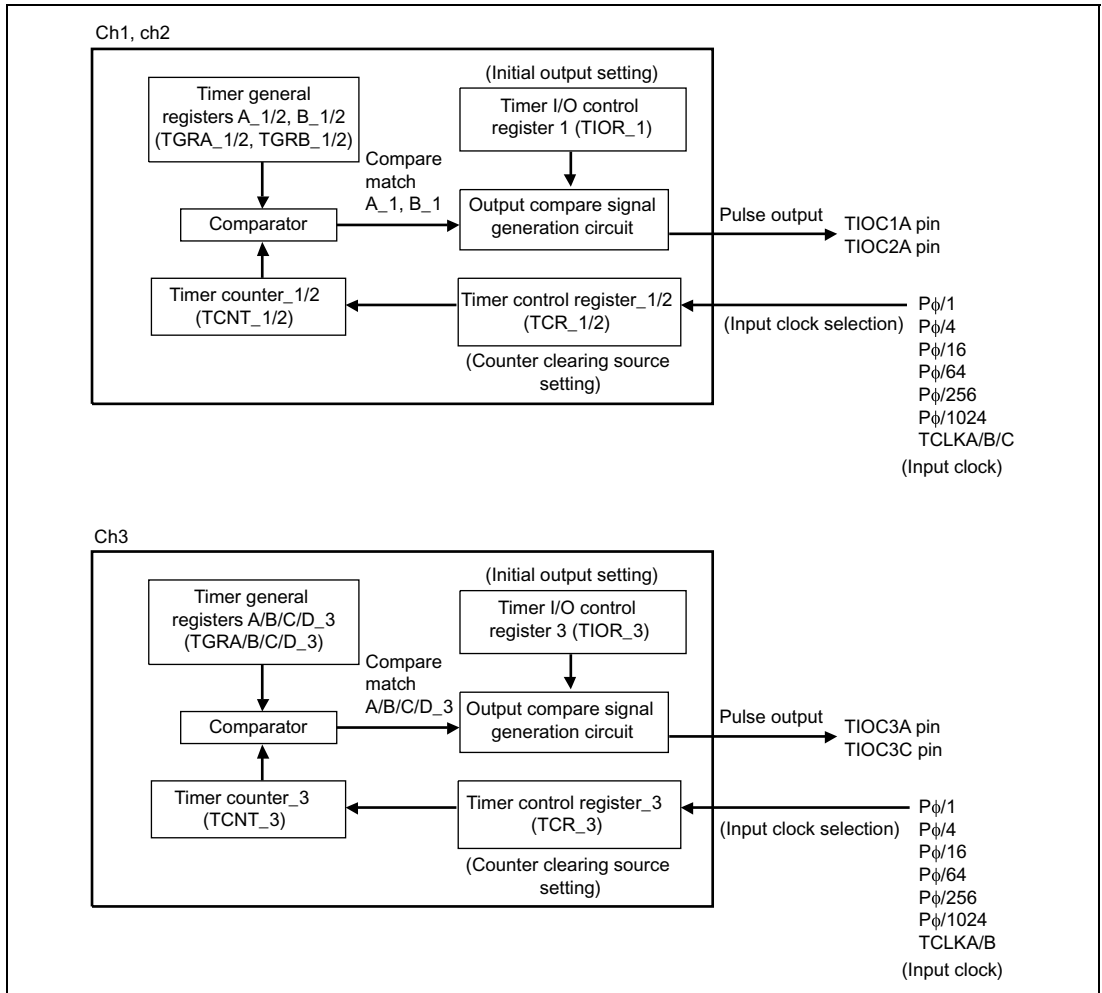 Ch1, ch2
(Initial output setting)
Timer general
registers A_1/2, B_1/2
(TGRA_1/2, TGRB_1/2)
Timer I/O control
register 1 (TIOR_1)
Compare
match
A_1, B_1
Comparator
Output compare signal
generation circuit
Pulse output
TIOC1A pin
TIOC2A pin
Timer counter_1/2
(TCNT_1/2)
Timer control register_1/2
(TCR_1/2)
(Counter clearing source
setting)
(Input clock selection)
Pϕ/1
Pϕ/4
Pϕ/16
Pϕ/64
Pϕ/256
Pϕ/1024
TCLKA/B/C
(Input clock)
Ch3
(Initial output setting)
Timer general
registers A/B/C/D_3
(TGRA/B/C/D_3)
Timer I/O control
register 3 (TIOR_3)
Compare
match
A/B/C/D_3
Comparator
Output compare signal
generation circuit
Pulse output
TIOC3A pin
TIOC3C pin
Timer counter_3
(TCNT_3)
Timer control register_3
(TCR_3)
(Counter clearing source
setting)
(Input clock selection)
Pϕ/1
Pϕ/4
Pϕ/16
Pϕ/64
Pϕ/256
Pϕ/1024
TCLKA/B
(Input clock)